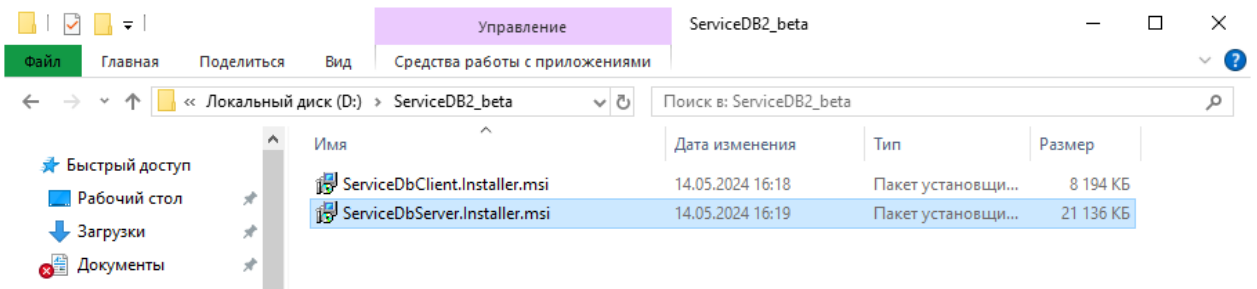 Управление
ServiceDB2_beta
Файл Главная Поделиться Вид Средства работы с приложениями
« Локальный диск (D:) › ServiceDB2_beta
Поиск в: ServiceDB2_beta
Имя Дата изменения Тип Размер
Быстрый доступ
Рабочий стол
Загрузки
Документы
ServiceDbClient.Installer.msi 14.05.2024 16:18 Пакет установщи... 8 194 КБ
ServiceDbServer.Installer.msi 14.05.2024 16:19 Пакет установщи... 21 136 КБ